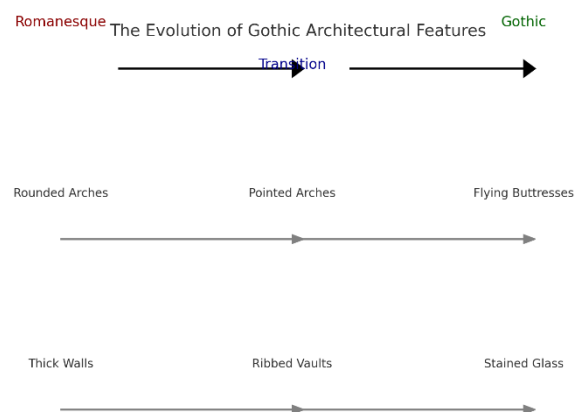 Romanesque
The Evolution of Gothic Architectural Features
Gothic
Transition
Rounded Arches
Pointed Arches
Flying Buttresses
Thick Walls
Ribbed Vaults
Stained Glass